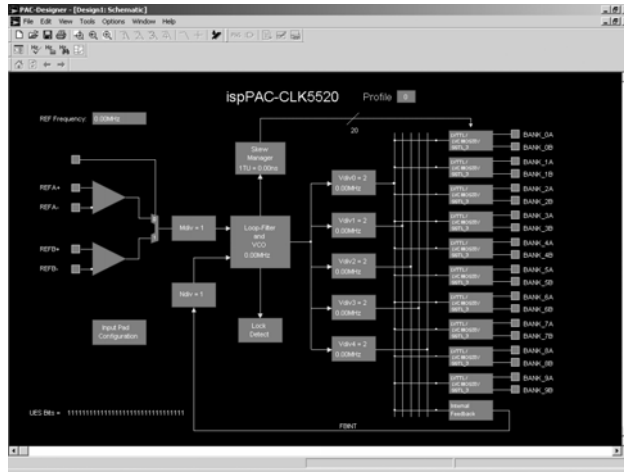 PAC-Designer - [Design1: Schematic]
File Edit View Tools Options Window Help
ispPAC-CLK5520 Profile 0
REF Frequency: 0.00MHz
20
Skew
Manager
1TU = 0.00ns
REFA+
REFA-
REFB+
REFB-
Mdiv = 1
Loop-Filter
and
VCO
0.00MHz
Ndiv = 1
Lock
Detect
Input Pad
Configuration
Vdiv0 = 2
0.00MHz
Vdiv1 = 2
0.00MHz
Vdiv2 = 2
0.00MHz
Vdiv3 = 2
0.00MHz
Vdiv4 = 2
0.00MHz
BANK_0A
BANK_0B
BANK_1A
BANK_1B
BANK_2A
BANK_2B
BANK_3A
BANK_3B
BANK_4A
BANK_4B
BANK_5A
BANK_5B
BANK_6A
BANK_6B
BANK_7A
BANK_7B
BANK_8A
BANK_8B
BANK_9A
BANK_9B
Internal
Feedback
FBINT
UES Bits =